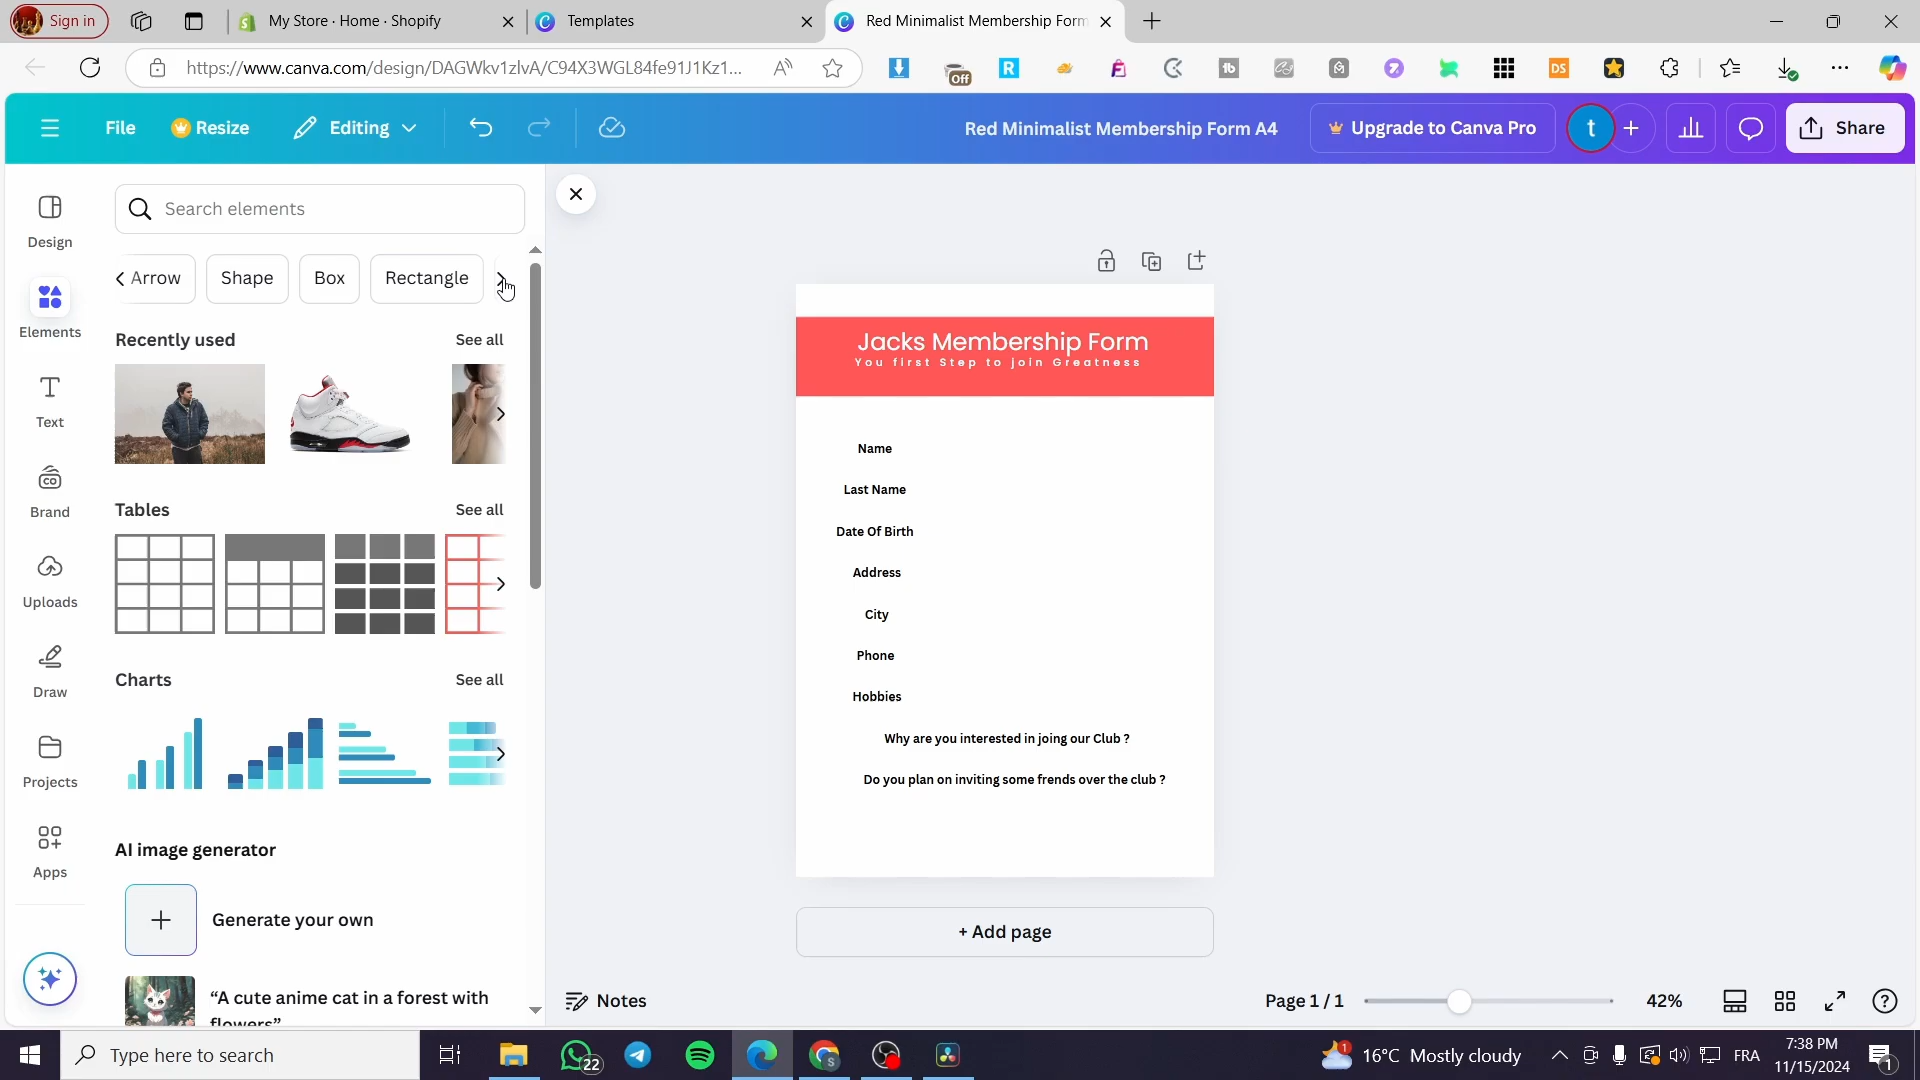 Sign in
My Store · Home · Shopify
Templates
Red Minimalist Membership Form
https://www.canva.com/design/DAGWkv1zlvA/C94X3WGL84fe91J1Kz1...
Off
File
Resize
Editing
Red Minimalist Membership Form A4
Upgrade to Canva Pro
t
Share
Design
Elements
Text
Brand
Uploads
Draw
Projects
Apps
Search elements
Arrow
Shape
Box
Rectangle
Recently used
See all
Tables
See all
Charts
See all
AI image generator
Generate your own
“A cute anime cat in a forest with
flowers”
Jacks Membership Form
You first Step to join Greatness
Name
Last Name
Date Of Birth
Address
City
Phone
Hobbies
Why are you interested in joing our Club ?
Do you plan on inviting some frends over the club ?
+ Add page
Notes
Page 1 / 1
42%
Type here to search
22
16°C Mostly cloudy
FRA
7:38 PM
11/15/2024
1